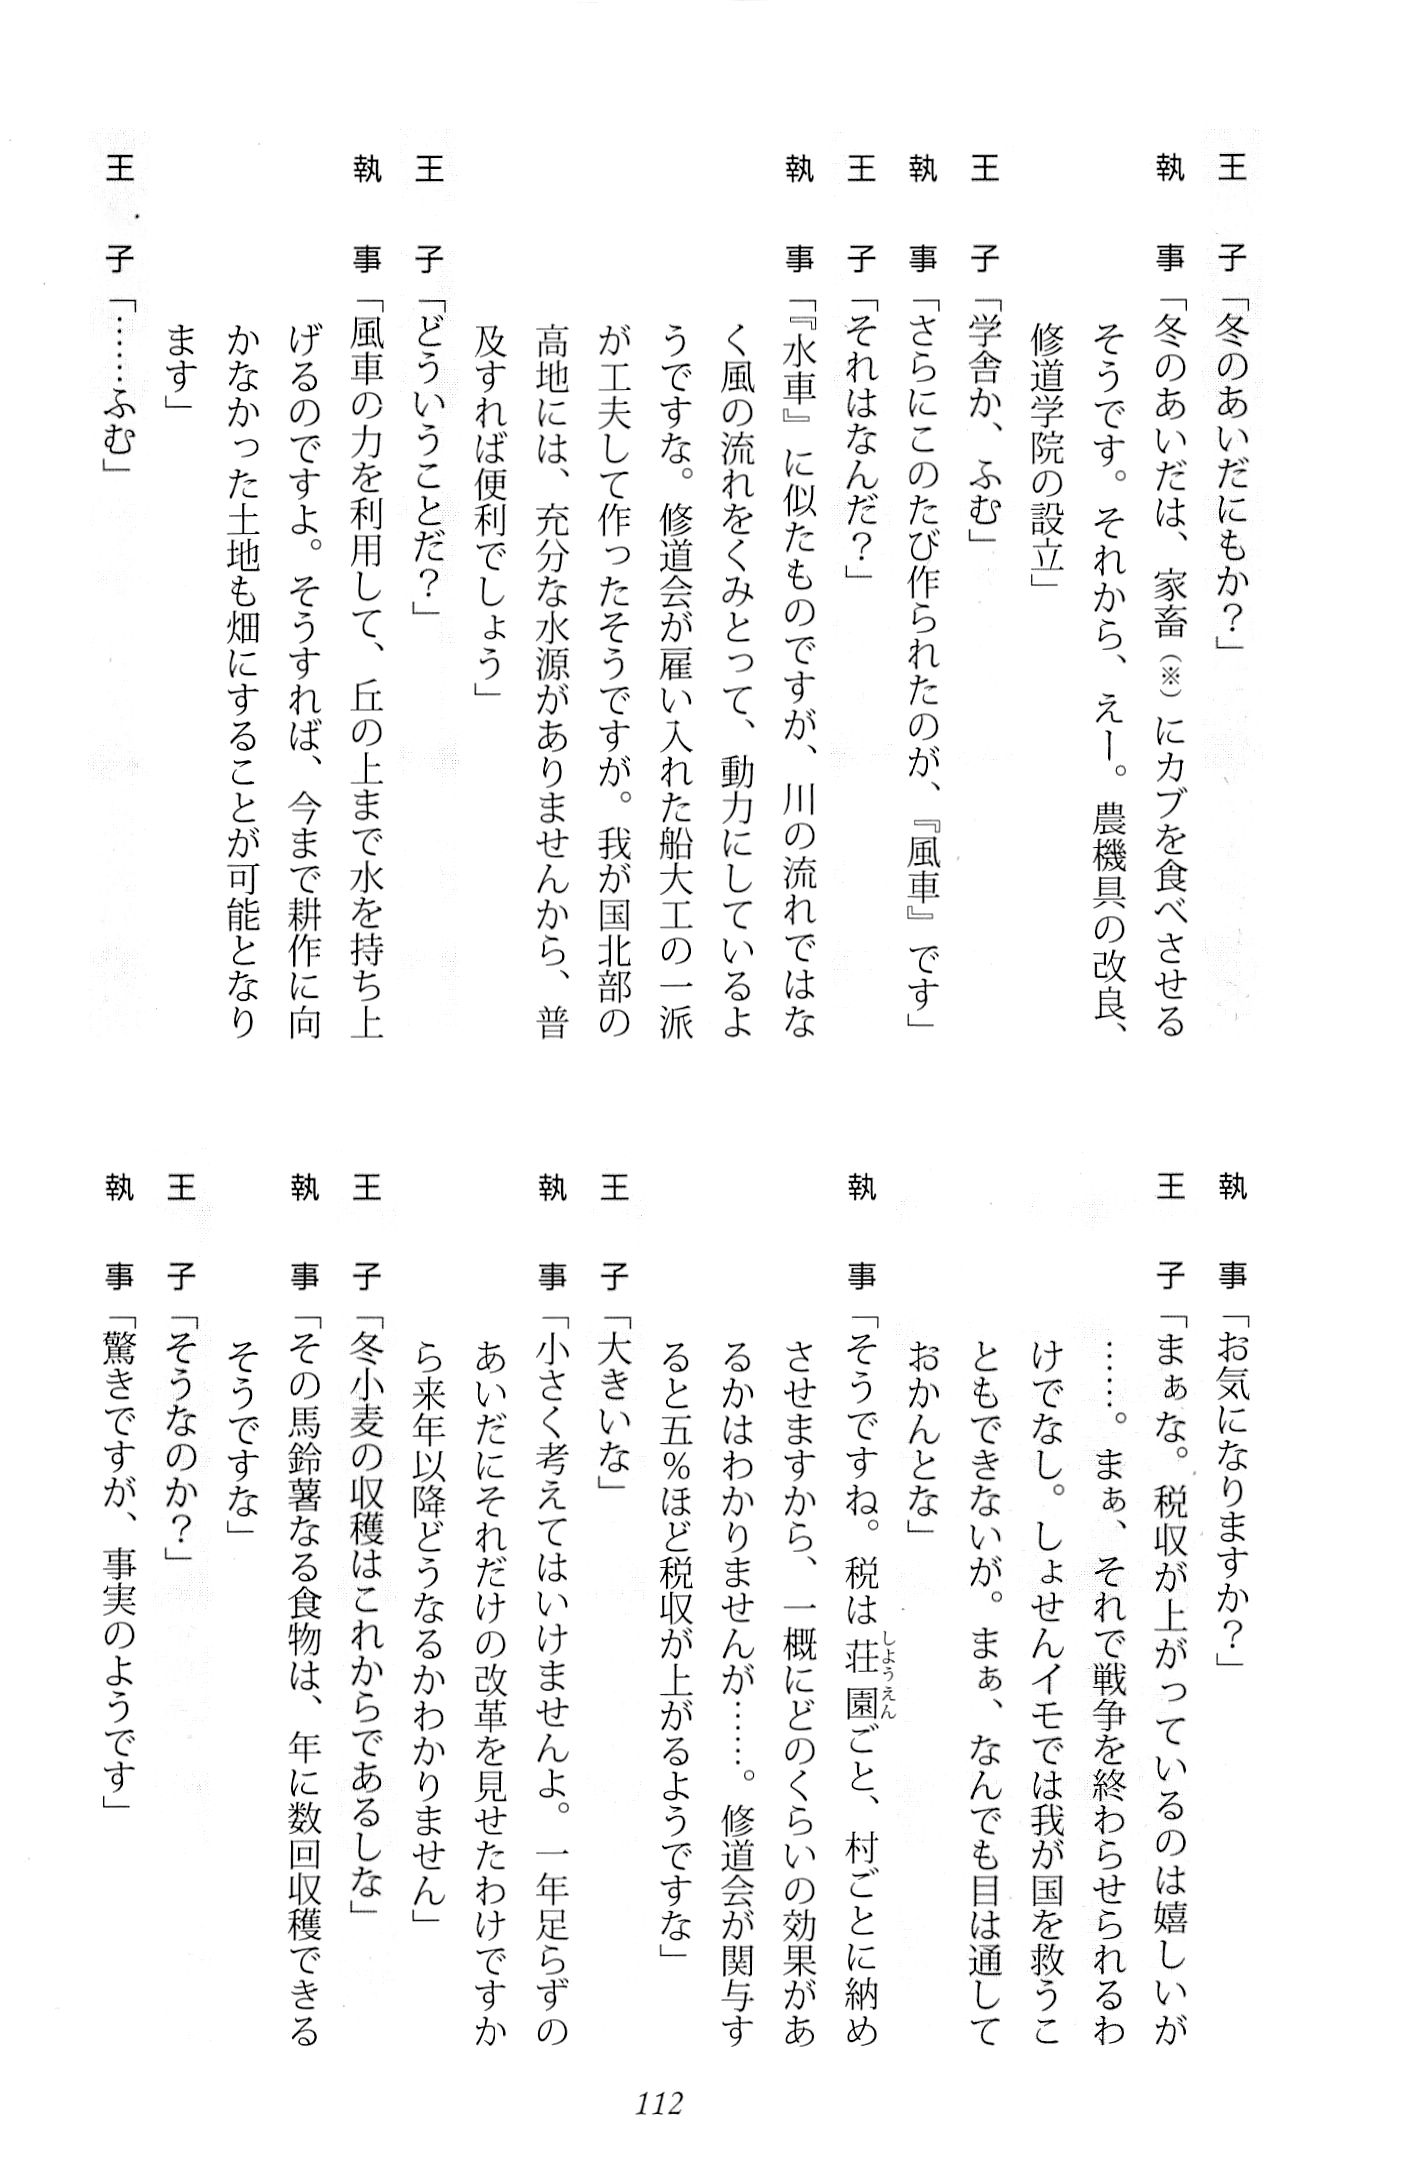 王　子「冬のあいだにもか？」
執　事「冬のあいだは、家畜（※）にカブを食べさせる
そうです。それから、えー。農機具の改良、
修道学院の設立」
王　子「学舎か、ふむ」
執　事「さらにこのたび作られたのが、『風車』です」
王　子「それはなんだ？」
執　事「『水車』に似たものですが、川の流れではな
く風の流れをくみとって、動力にしているよ
うですな。修道会が雇い入れた船大工の一派
が工夫して作ったそうですが。我が国北部の
高地には、充分な水源がありませんから、普
及すれば便利でしょう」
王　子「どういうことだ？」
執　事「風車の力を利用して、丘の上まで水を持ち上
げるのですよ。そうすれば、今まで耕作に向
かなかった土地も畑にすることが可能となり
ます」
王　子「……ふむ」
執　事「お気になりますか？」
王　子「まぁな。税収が上がっているのは嬉しいが
……。まぁ、それで戦争を終わらせられるわ
けでなし。しょせんイモでは我が国を救うこ
ともできないが。まぁ、なんでも目は通して
おかんとな」
執　事「そうですね。税は荘園ごと、村ごとに納め
しようえん
させますから、一概にどのくらいの効果があ
るかはわかりませんが……。修道会が関与す
ると五％ほど税収が上がるようですな」
王　子「大きいな」
執　事「小さく考えてはいけませんよ。一年足らずの
あいだにそれだけの改革を見せたわけですか
ら来年以降どうなるかわかりません」
王　子「冬小麦の収穫はこれからであるしな」
執　事「その馬鈴薯なる食物は、年に数回収穫できる
そうですな」
王　子「そうなのか？」
執　事「驚きですが、事実のようです」
112